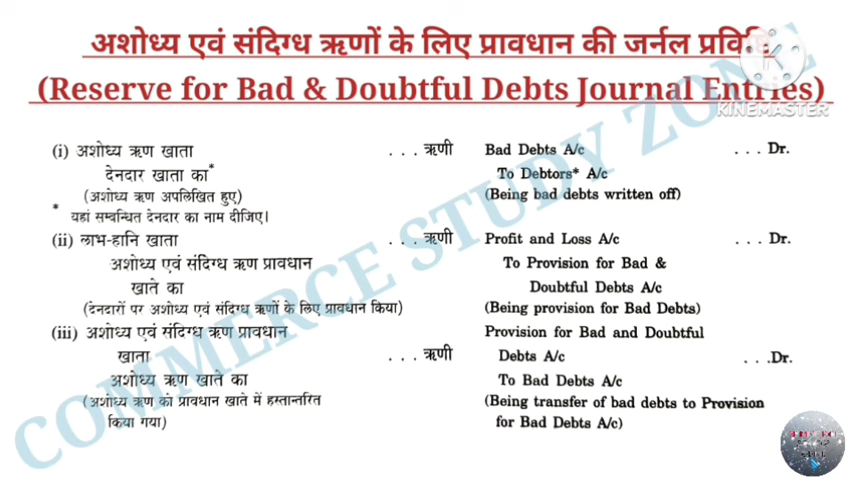 अशोध्य एवं संदिग्ध ऋणों के लिए प्रावधान की जर्नल
(Reserve for Bad & Doubtful Debts Journal Entries)
KINEMASTER
(i) अशोध्य ऋण खाता . . . ऋणी
देनदार खाता का*
(अशोध्य ऋण अपलिखित हुए)
* यहां सम्बन्धित देनदार का नाम दीजिए।
(ii) लाभ-हानि खाता . . . ऋणी
अशोध्य एवं संदिग्ध ऋण प्रावधान
खाते का
(देनदारों पर अशोध्य एवं संदिग्ध ऋणों के लिए प्रावधान किया)
(iii) अशोध्य एवं संदिग्ध ऋण प्रावधान
खाता . . . ऋणी
अशोध्य ऋण खाते का
(अशोध्य ऋण को प्रावधान खाते में हस्तान्तरित
किया गया)
Bad Debts A/c . . . Dr.
To Debtors* A/c
(Being bad debts written off)
Profit and Loss A/c . . . Dr.
To Provision for Bad &
Doubtful Debts A/c
(Being provision for Bad Debts)
Provision for Bad and Doubtful
Debts A/c . . .Dr.
To Bad Debts A/c
(Being transfer of bad debts to Provision
for Bad Debts A/c)
COMMERCE STUDY ZONE